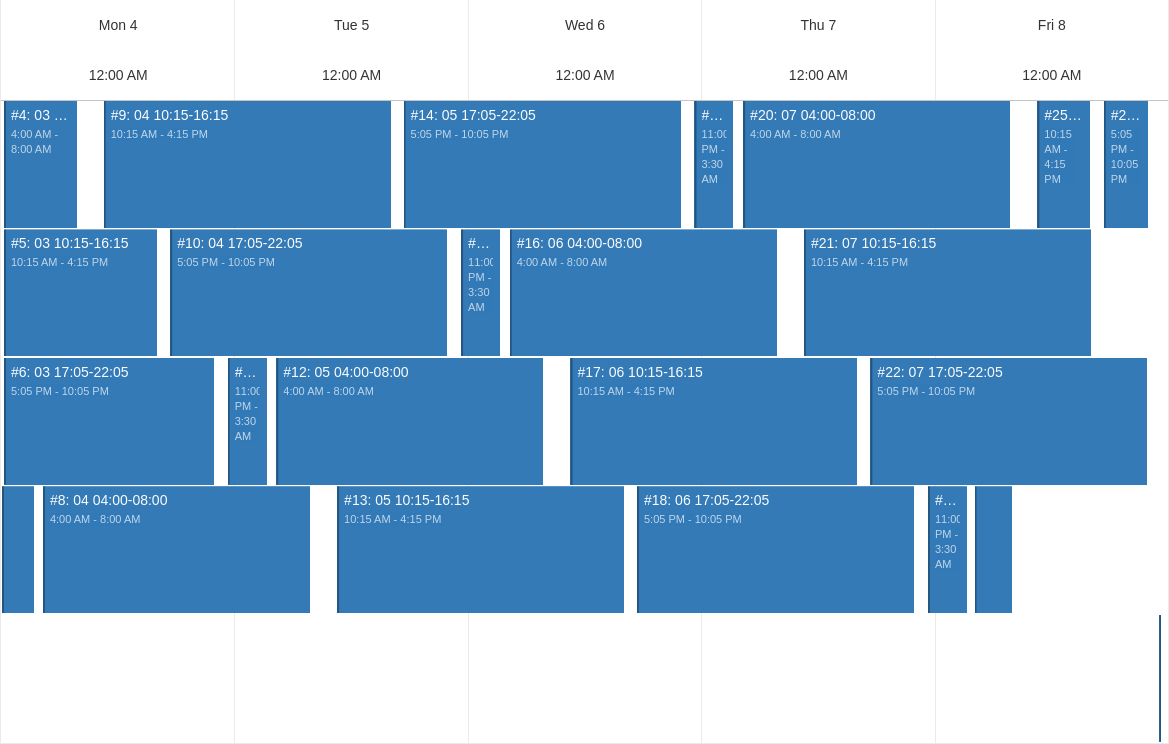 Mon 4
Tue 5
Wed 6
Thu 7
Fri 8
12:00 AM
12:00 AM
12:00 AM
12:00 AM
12:00 AM
#4: 03 ...
4:00 AM -
8:00 AM
#9: 04 10:15-16:15
10:15 AM - 4:15 PM
#14: 05 17:05-22:05
5:05 PM - 10:05 PM
#...
11:00
PM -
3:30
AM
#20: 07 04:00-08:00
4:00 AM - 8:00 AM
#25...
10:15
AM -
4:15
PM
#2...
5:05
PM -
10:05
PM
#5: 03 10:15-16:15
10:15 AM - 4:15 PM
#10: 04 17:05-22:05
5:05 PM - 10:05 PM
#...
11:00
PM -
3:30
AM
#16: 06 04:00-08:00
4:00 AM - 8:00 AM
#21: 07 10:15-16:15
10:15 AM - 4:15 PM
#6: 03 17:05-22:05
5:05 PM - 10:05 PM
#...
11:00
PM -
3:30
AM
#12: 05 04:00-08:00
4:00 AM - 8:00 AM
#17: 06 10:15-16:15
10:15 AM - 4:15 PM
#22: 07 17:05-22:05
5:05 PM - 10:05 PM
#8: 04 04:00-08:00
4:00 AM - 8:00 AM
#13: 05 10:15-16:15
10:15 AM - 4:15 PM
#18: 06 17:05-22:05
5:05 PM - 10:05 PM
#...
11:00
PM -
3:30
AM